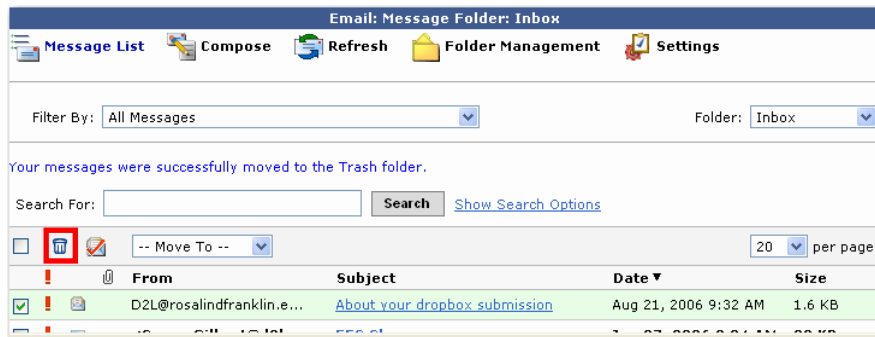 Email: Message Folder: Inbox
Message List Compose Refresh Folder Management Settings
Filter By: All Messages Folder: Inbox
Your messages were successfully moved to the Trash folder.
Search For: Search Show Search Options
-- Move To -- 20 per page
! From Subject Date ▼ Size
! D2L@rosalindfranklin.e... About your dropbox submission Aug 21, 2006 9:32 AM 1.6 KB